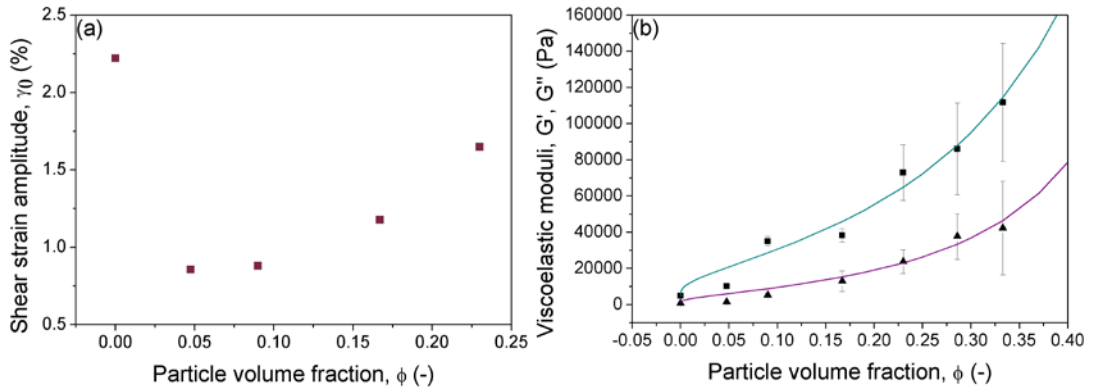 (a)
Shear strain amplitude, γ0 (%)
2.5
2.0
1.5
1.0
0.5
0.00 0.05 0.10 0.15 0.20 0.25
Particle volume fraction, ϕ (-)
(b)
Viscoelastic moduli, G', G'' (Pa)
160000
140000
120000
100000
80000
60000
40000
20000
0
-0.05 0.00 0.05 0.10 0.15 0.20 0.25 0.30 0.35 0.40
Particle volume fraction, ϕ (-)